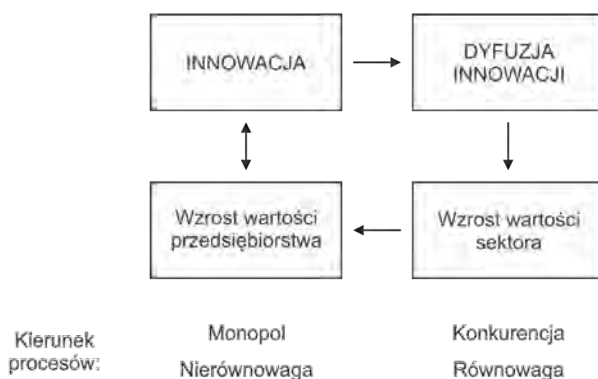 INNOWACJA
DYFUZJA
INNOWACJI
Wzrost wartości
przedsiębiorstwa
Wzrost wartości
sektora
Kierunek
procesów:
Monopol
Konkurencja
Nierównowaga
Równowaga